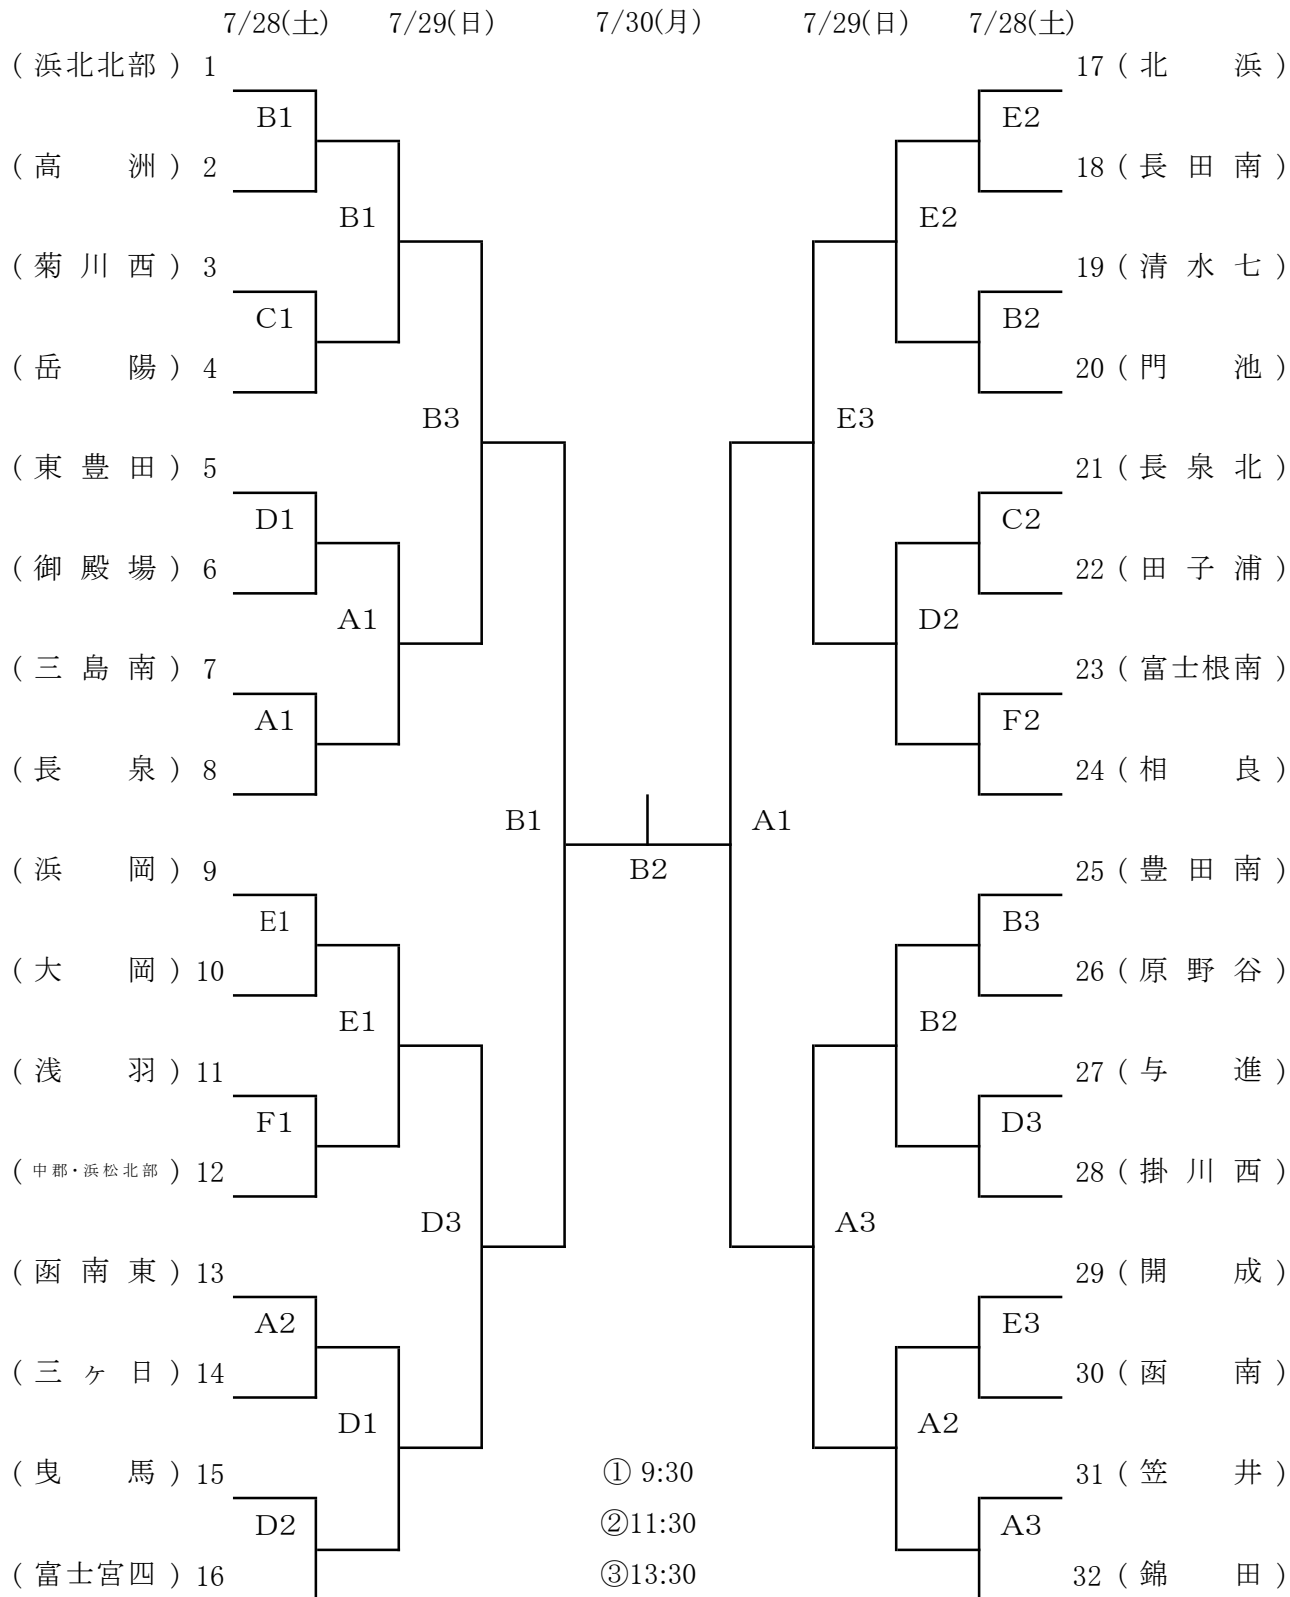 7/28(土) 7/29(日) 7/30(月) 7/29(日) 7/28(土)
(浜北北部) 1 17 (北 浜)
B1 E2
(高 洲) 2 18 (長田南)
B1 E2
(菊川西) 3 19 (清水七)
C1 B2
(岳 陽) 4 20 (門 池)
B3 E3
(東豊田) 5 21 (長泉北)
D1 C2
(御殿場) 6 22 (田子浦)
A1 D2
(三島南) 7 23 (富士根南)
A1 F2
(長 泉) 8 24 (相 良)
B1 A1
(浜 岡) 9 B2 25 (豊田南)
E1 B3
(大 岡) 10 26 (原野谷)
E1 B2
(浅 羽) 11 27 (与 進)
F1 D3
(中郡・浜松北部) 12 28 (掛川西)
D3 A3
(函南東) 13 29 (開 成)
A2 E3
(三ヶ日) 14 30 (函 南)
D1 A2
(曳 馬) 15 ① 9:30 31 (笠 井)
D2 ②11:30 A3
(富士宮四) 16 ③13:30 32 (錦 田)